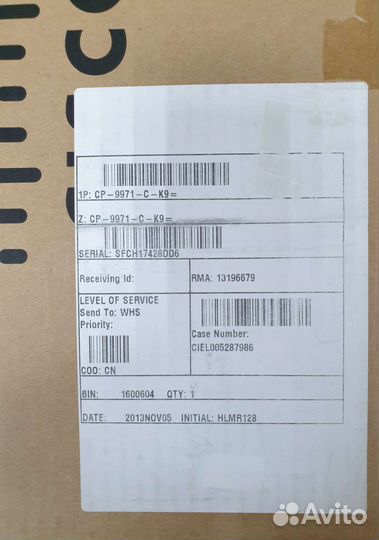 cisco
1P: CP-9971-C-K9=
Z: CP-9971-C-K9=
SERIAL: SFCH17428DD6
Receiving Id:
RMA: 13196679
LEVEL OF SERVICE
Send To: WHS
Priority:
Case Number:
CIEL005287986
COO: CN
BIN: 1600604 QTY: 1
DATE: 2013NOV05 INITIAL: HLMR128
Avito